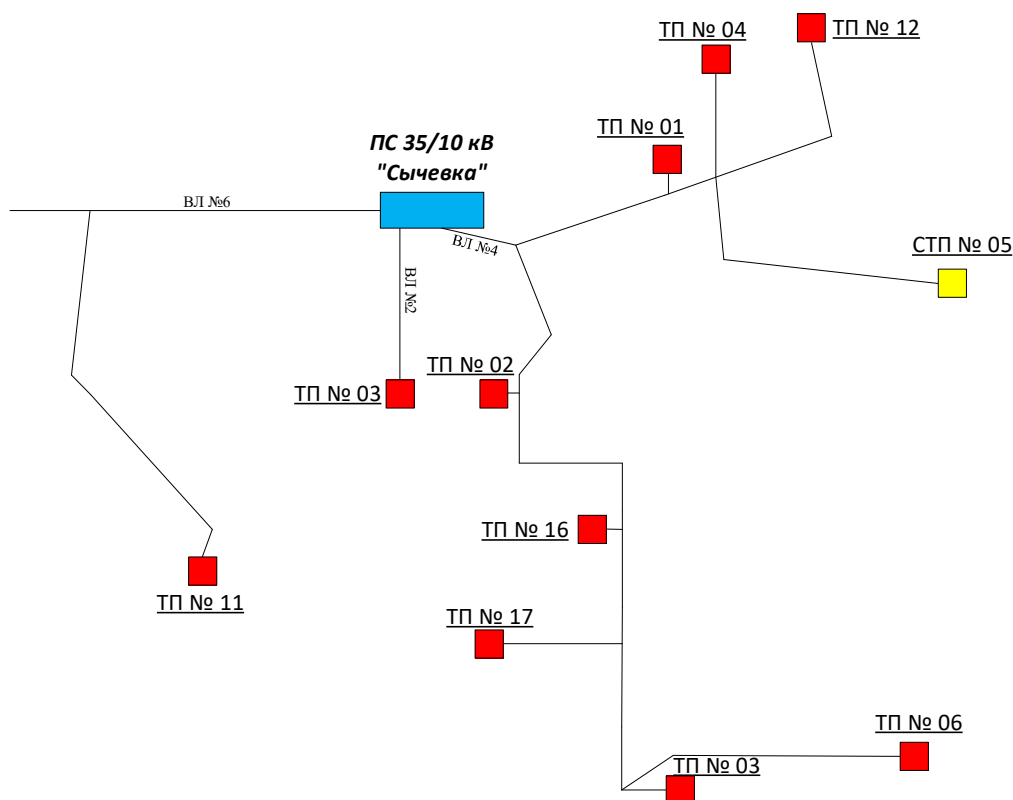 ТП № 04
ТП № 12
ТП № 01
ПС 35/10 кВ
"Сычевка"
ВЛ №6
ВЛ №4
СТП № 05
ВЛ №2
ТП № 02
ТП № 03
ТП № 16
ТП № 11
ТП № 17
ТП № 06
ТП № 03